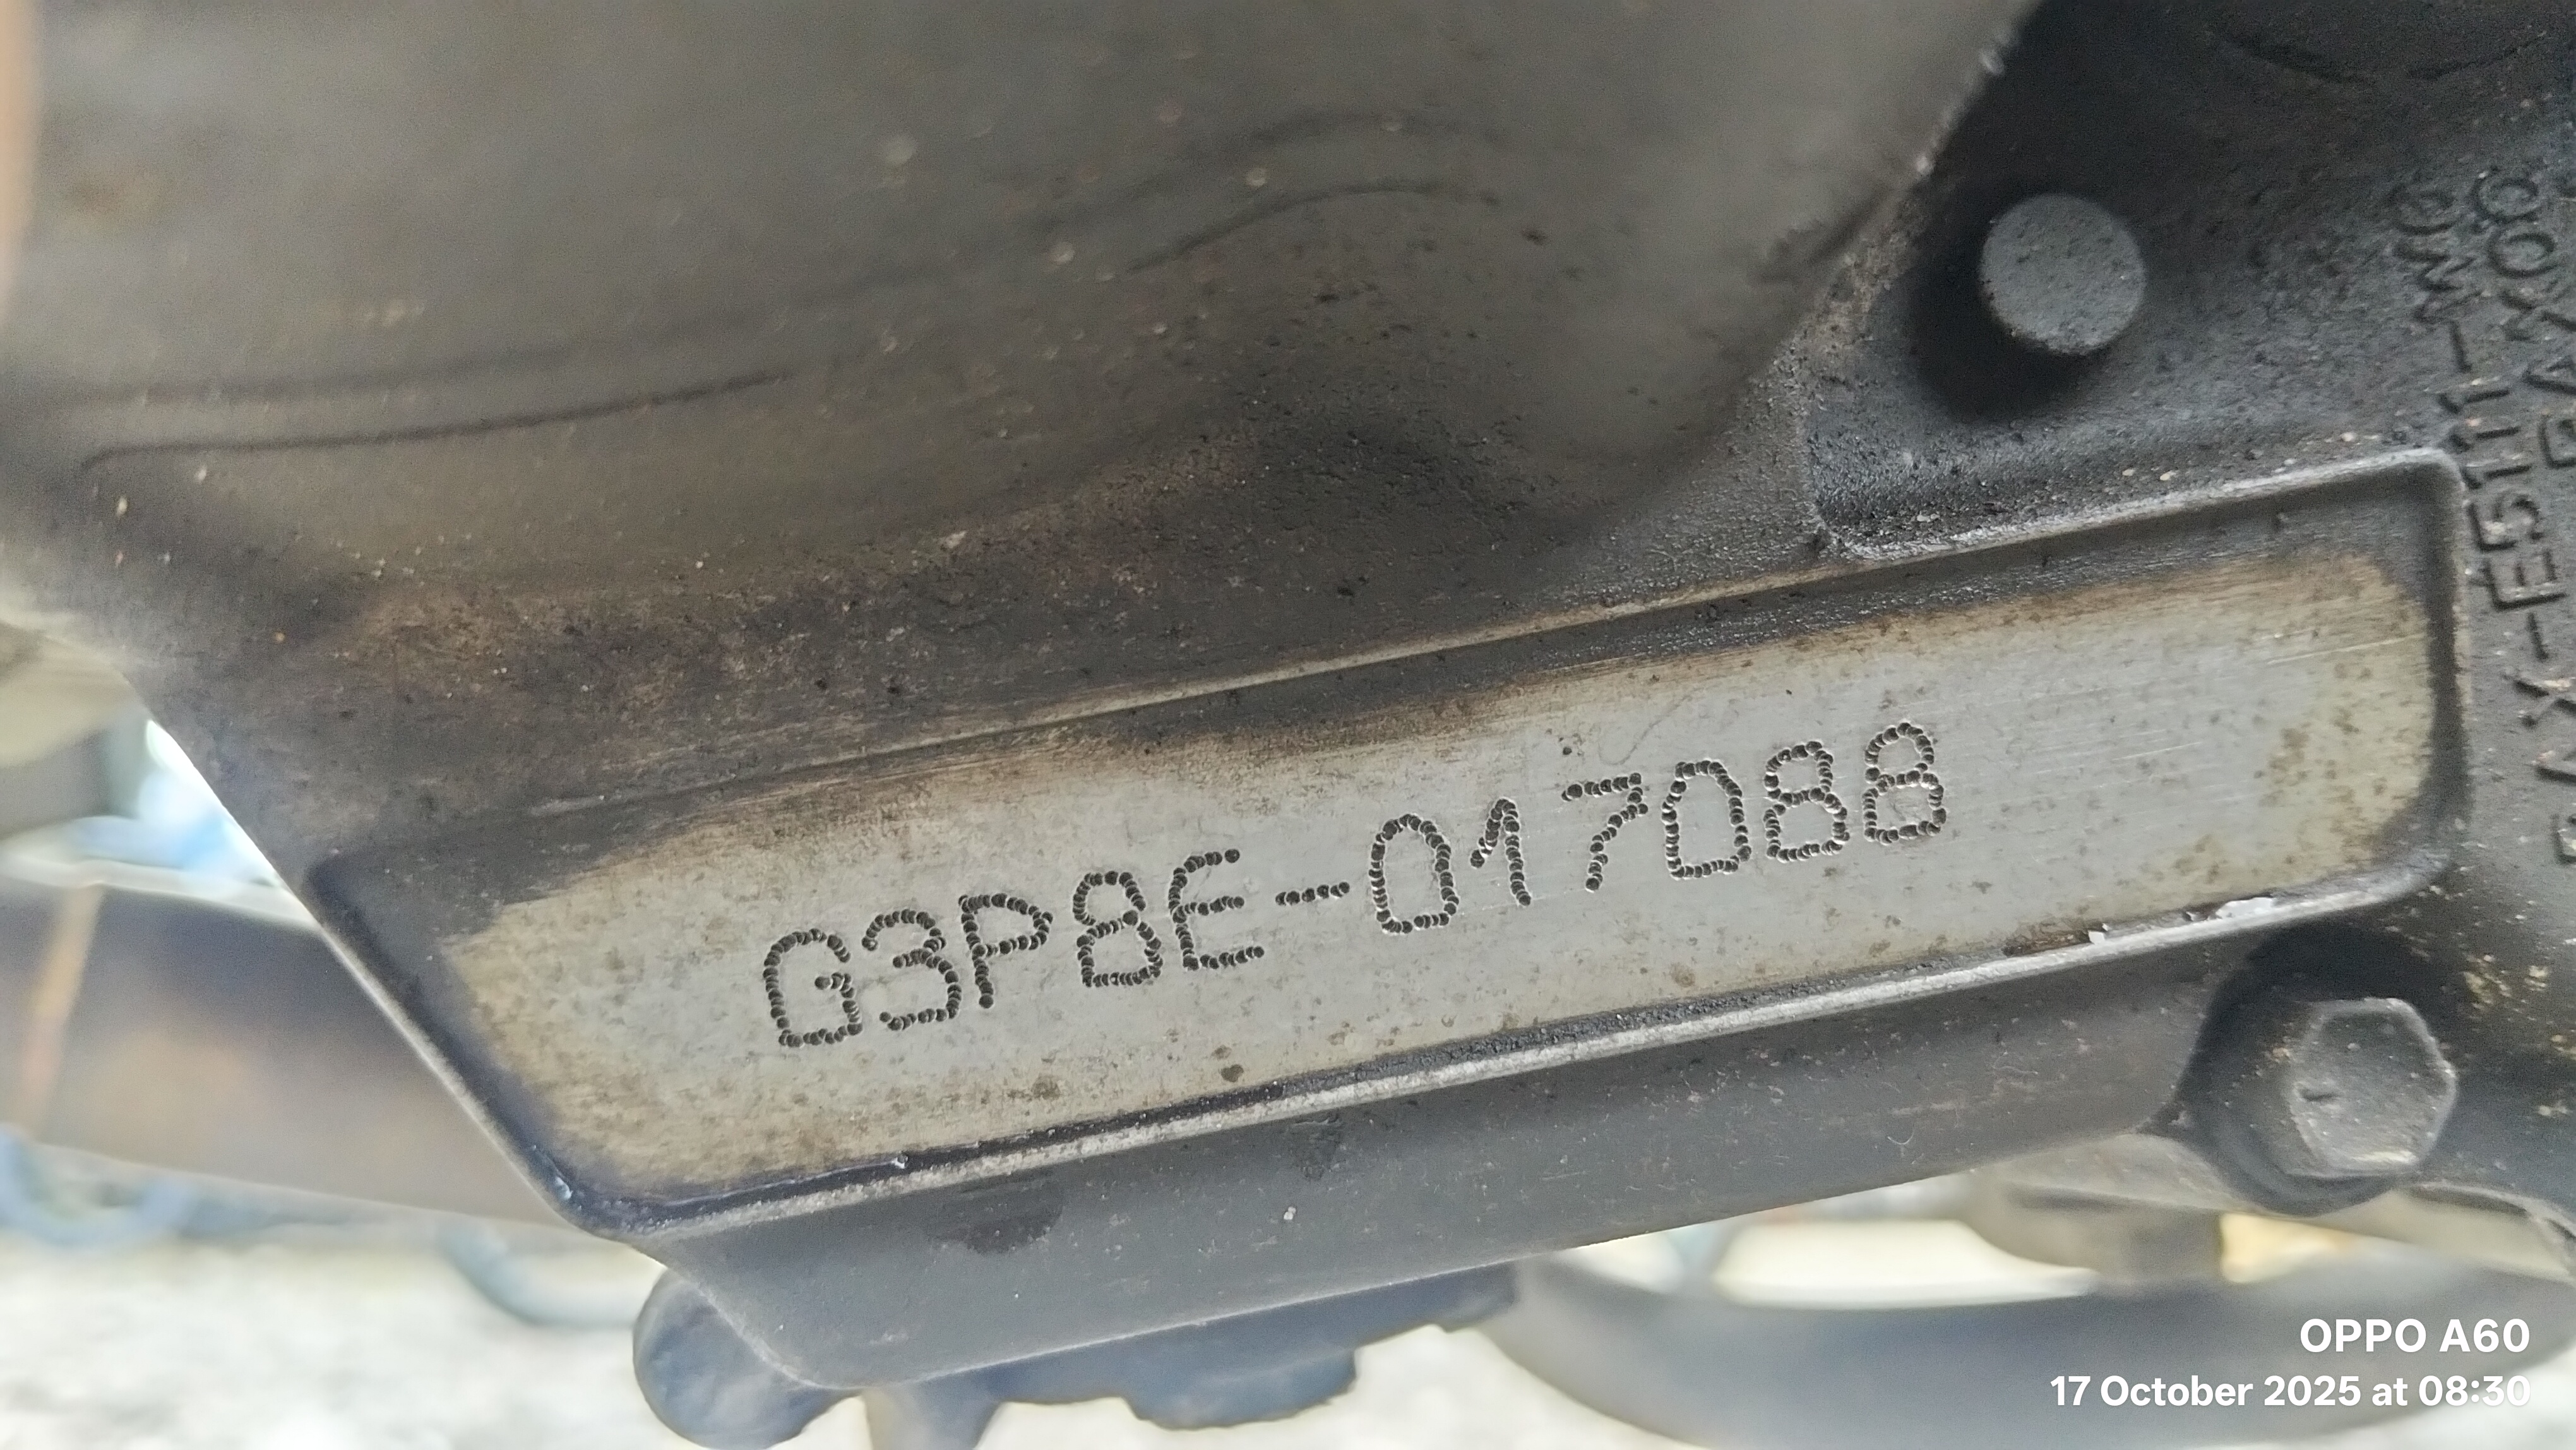 G3P8E-017088
OPPO A60
17 October 2025 at 08:30